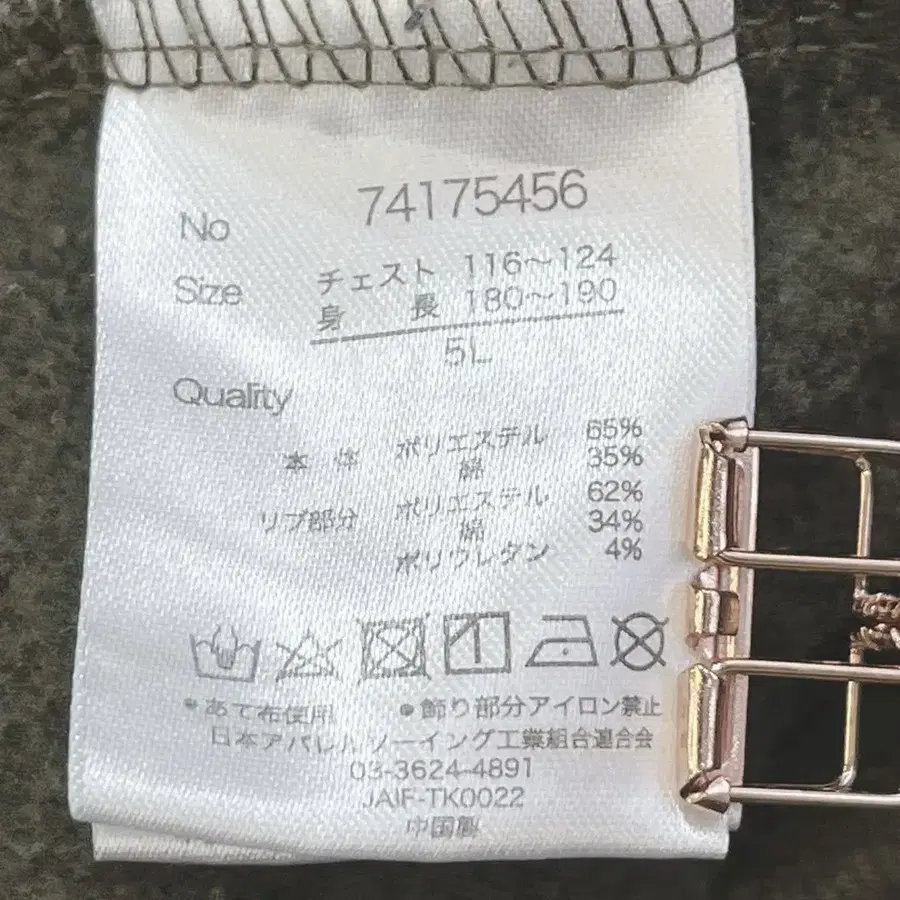 No 74175456
Size チェスト 116～124
身長 180～190
5L
Quality
本体 ポリエステル 65%
綿 35%
リブ部分 ポリエステル 62%
綿 34%
ポリウレタン 4%
●あて布使用 ●飾り部分アイロン禁止
日本アパレルソーイング工業組合連合会
03-3624-4891
JAIF-TK0022
中国製